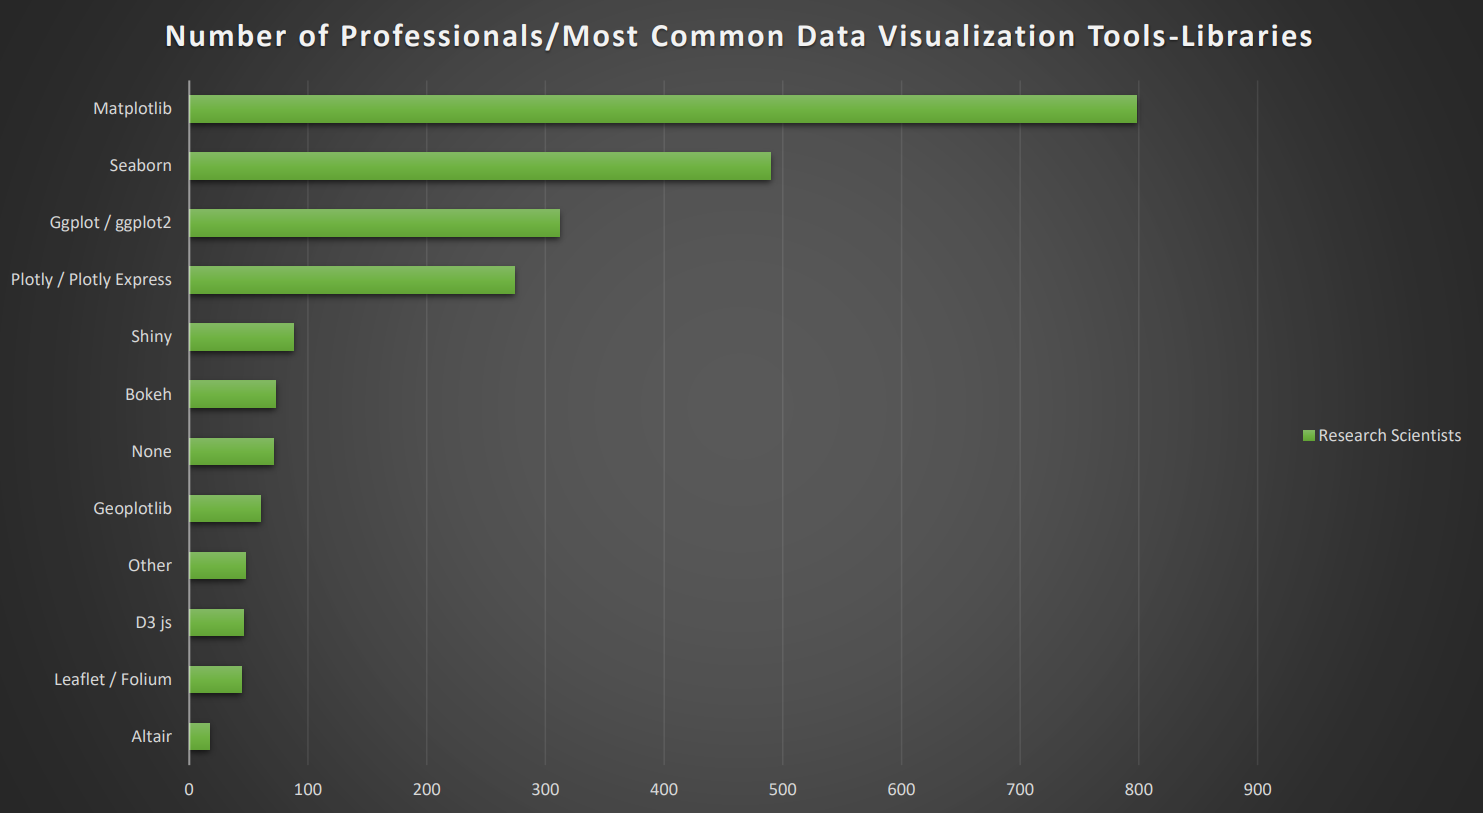 Number of Professionals/Most Common Data Visualization Tools-Libraries
Matplotlib
Seaborn
Ggplot / ggplot2
Plotly / Plotly Express
Shiny
Bokeh
None
Geoplotlib
Other
D3 js
Leaflet / Folium
Altair
0 100 200 300 400 500 600 700 800 900
Research Scientists